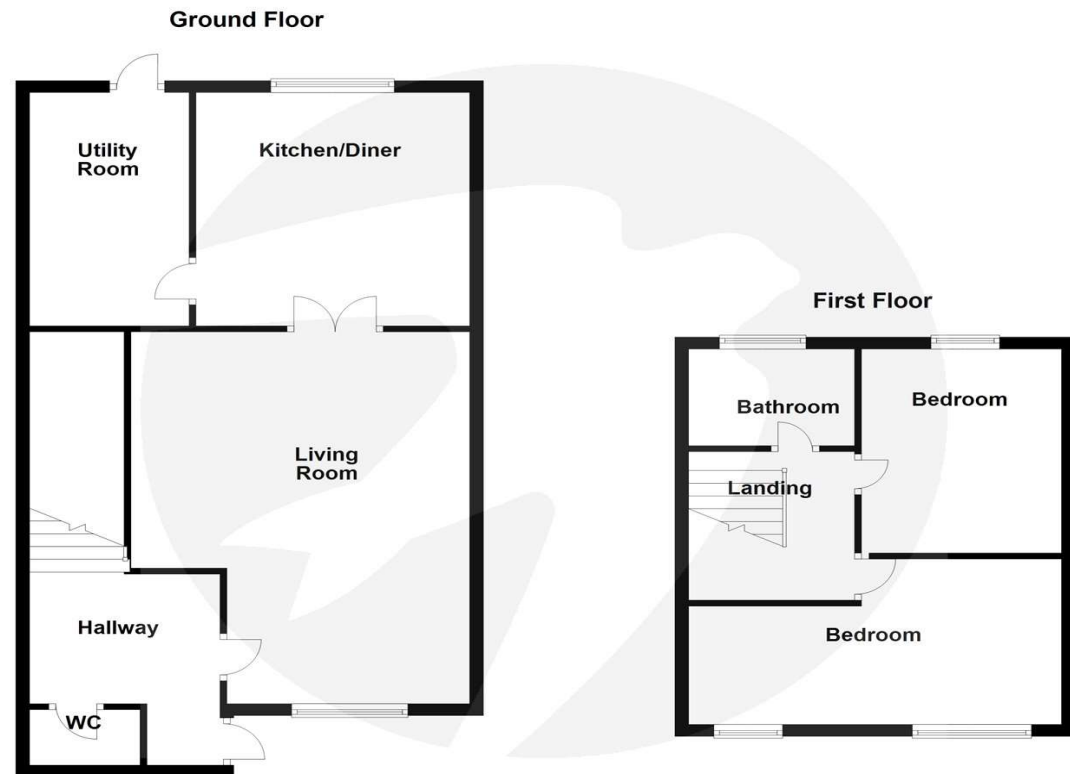 Ground Floor
Utility
Room
Kitchen/Diner
Living
Room
Hallway
WC
First Floor
Bathroom
Bedroom
Landing
Bedroom